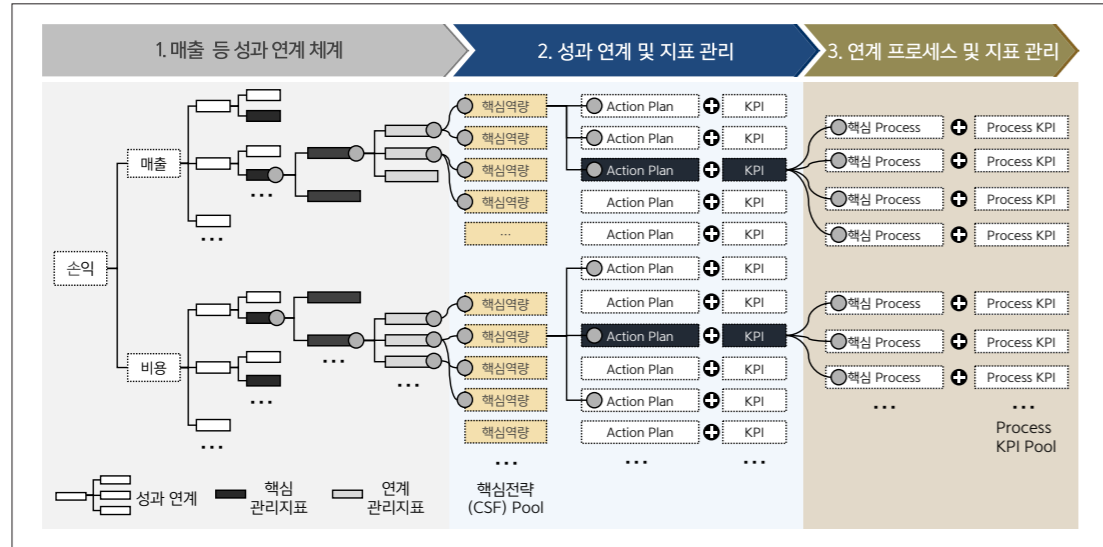 1. 매출 등 성과 연계 체계
2. 성과 연계 및 지표 관리
3. 연계 프로세스 및 지표 관리
손익
매출
...
...
비용
...
...
...
...
성과 연계
핵심
관리지표
연계
관리지표
핵심역량
핵심역량
핵심역량
핵심역량
...
핵심역량
핵심역량
핵심역량
핵심역량
핵심역량
...
핵심전략
(CSF) Pool
Action Plan + KPI
Action Plan + KPI
Action Plan + KPI
Action Plan + KPI
Action Plan + KPI
Action Plan + KPI
Action Plan + KPI
Action Plan + KPI
Action Plan + KPI
Action Plan + KPI
Action Plan + KPI
... ...
핵심 Process + Process KPI
핵심 Process + Process KPI
핵심 Process + Process KPI
핵심 Process + Process KPI
핵심 Process + Process KPI
핵심 Process + Process KPI
핵심 Process + Process KPI
... ...
Process
KPI Pool